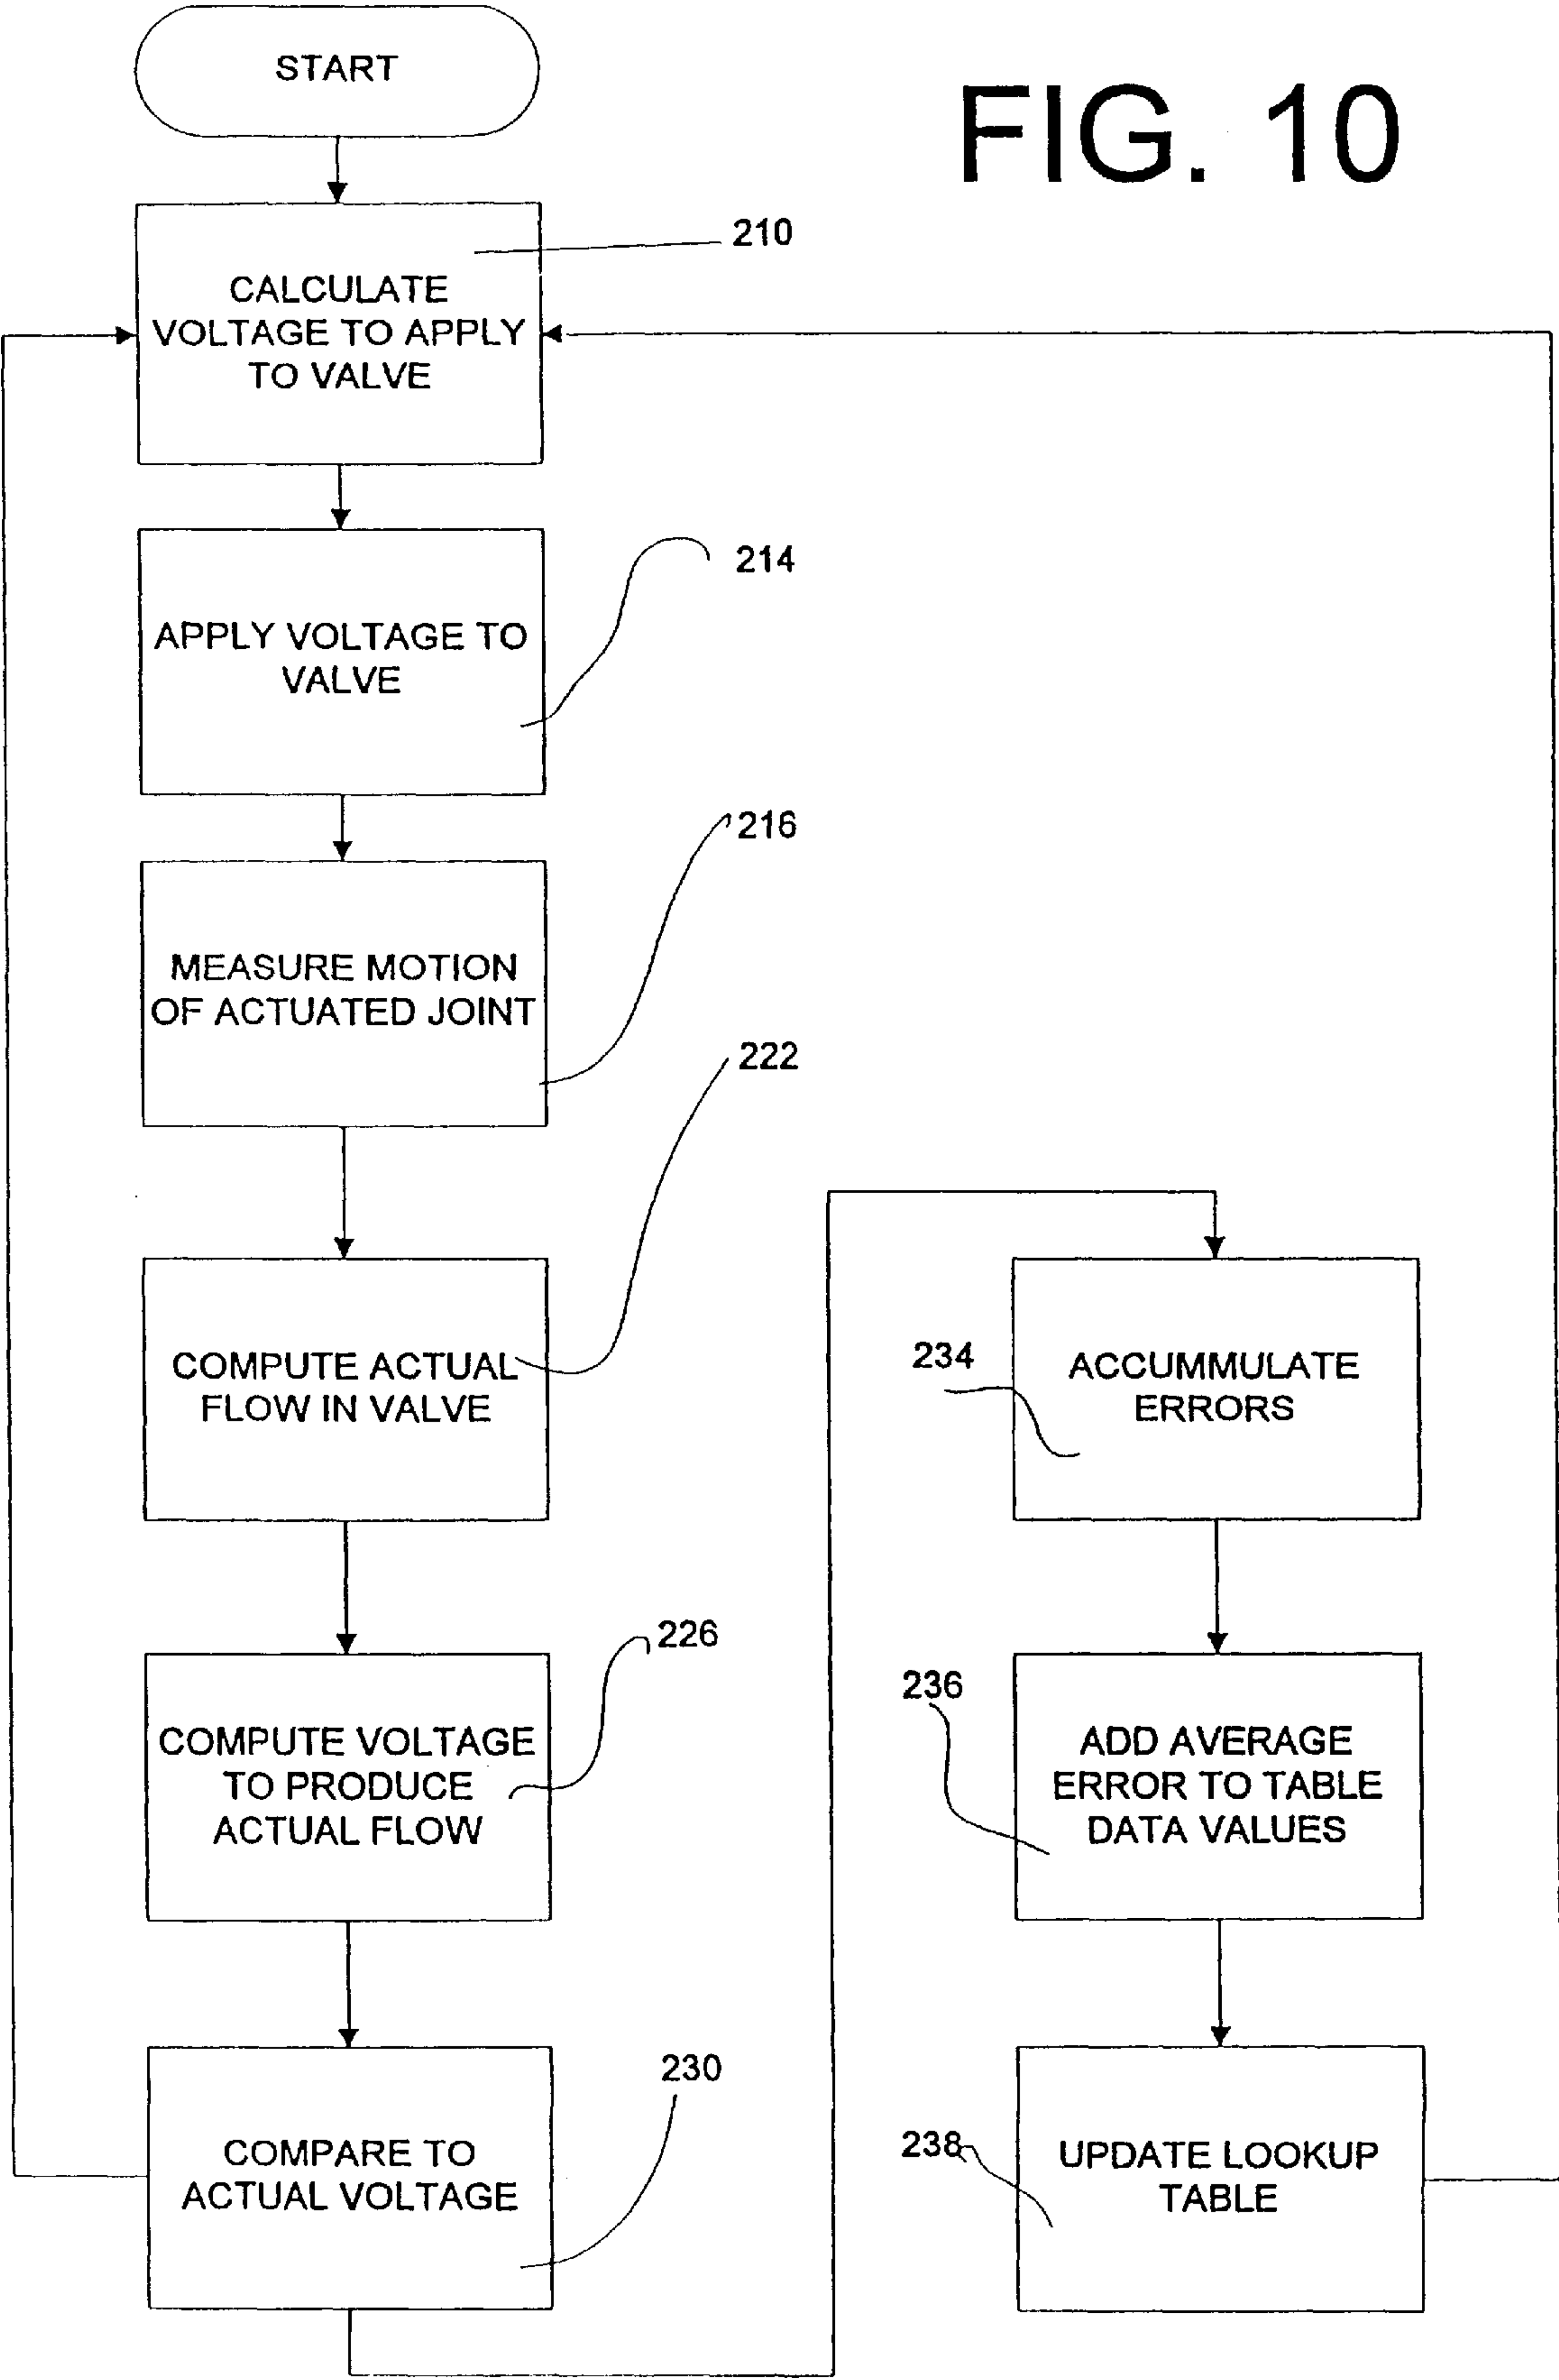 START
FIG. 10
210
CALCULATE
VOLTAGE TO APPLY
TO VALVE
214
APPLY VOLTAGE TO
VALVE
216
MEASURE MOTION
OF ACTUATED JOINT
222
COMPUTE ACTUAL
FLOW IN VALVE
226
COMPUTE VOLTAGE
TO PRODUCE
ACTUAL FLOW
230
COMPARE TO
ACTUAL VOLTAGE
234
ACCUMMULATE
ERRORS
236
ADD AVERAGE
ERROR TO TABLE
DATA VALUES
238
UPDATE LOOKUP
TABLE